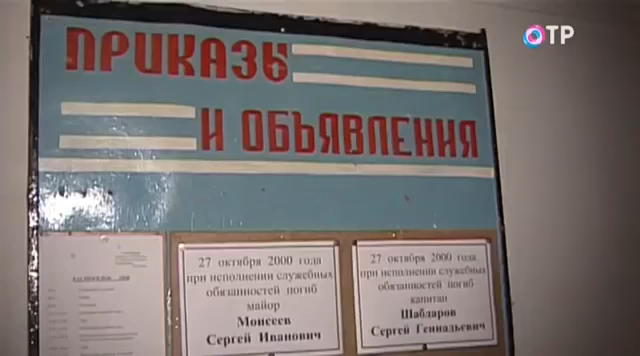 ОТР
ПРИКАЗЫ
И ОБЪЯВЛЕНИЯ
27 октября 2000 года
при исполнении служебных
обязанностей погиб
майор
Моисеев
Сергей Иванович
27 октября 2000 года
при исполнении служебных
обязанностей погиб
капитан
Шабларов
Сергей Геннадьевич